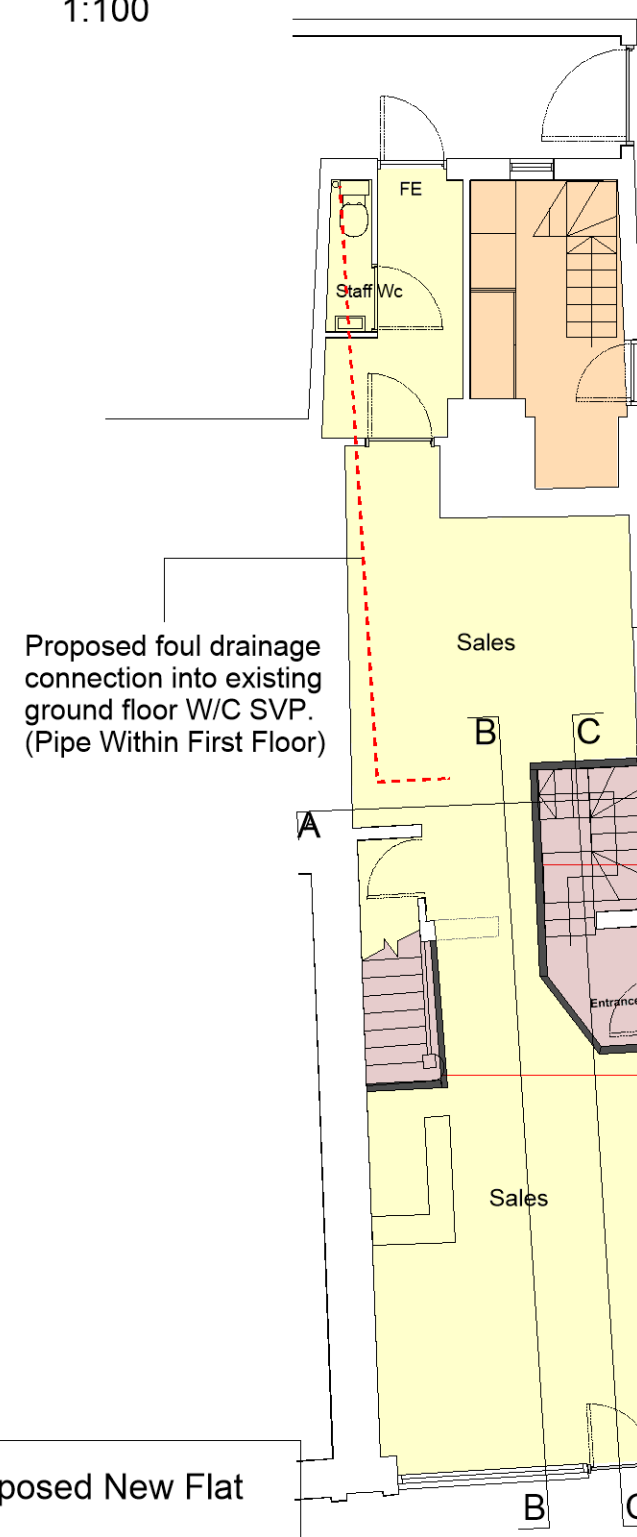 1:100
FE
Staff Wc
Proposed foul drainage
connection into existing
ground floor W/C SVP.
(Pipe Within First Floor)
Sales
B
C
A
Entrance
Sales
posed New Flat
B
C